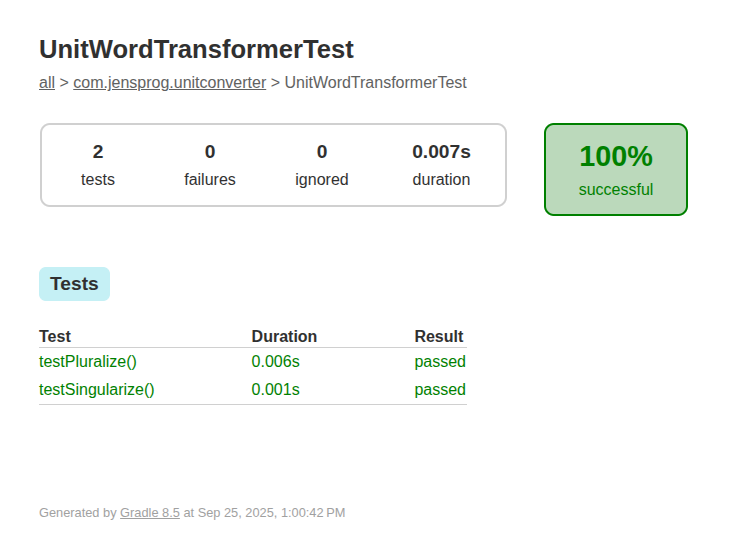 UnitWordTransformerTest
all > com.jensprog.unitconverter > UnitWordTransformerTest
2 0 0 0.007s
tests failures ignored duration
100%
successful
Tests
Test Duration Result
testPluralize() 0.006s passed
testSingularize() 0.001s passed
Generated by Gradle 8.5 at Sep 25, 2025, 1:00:42 PM